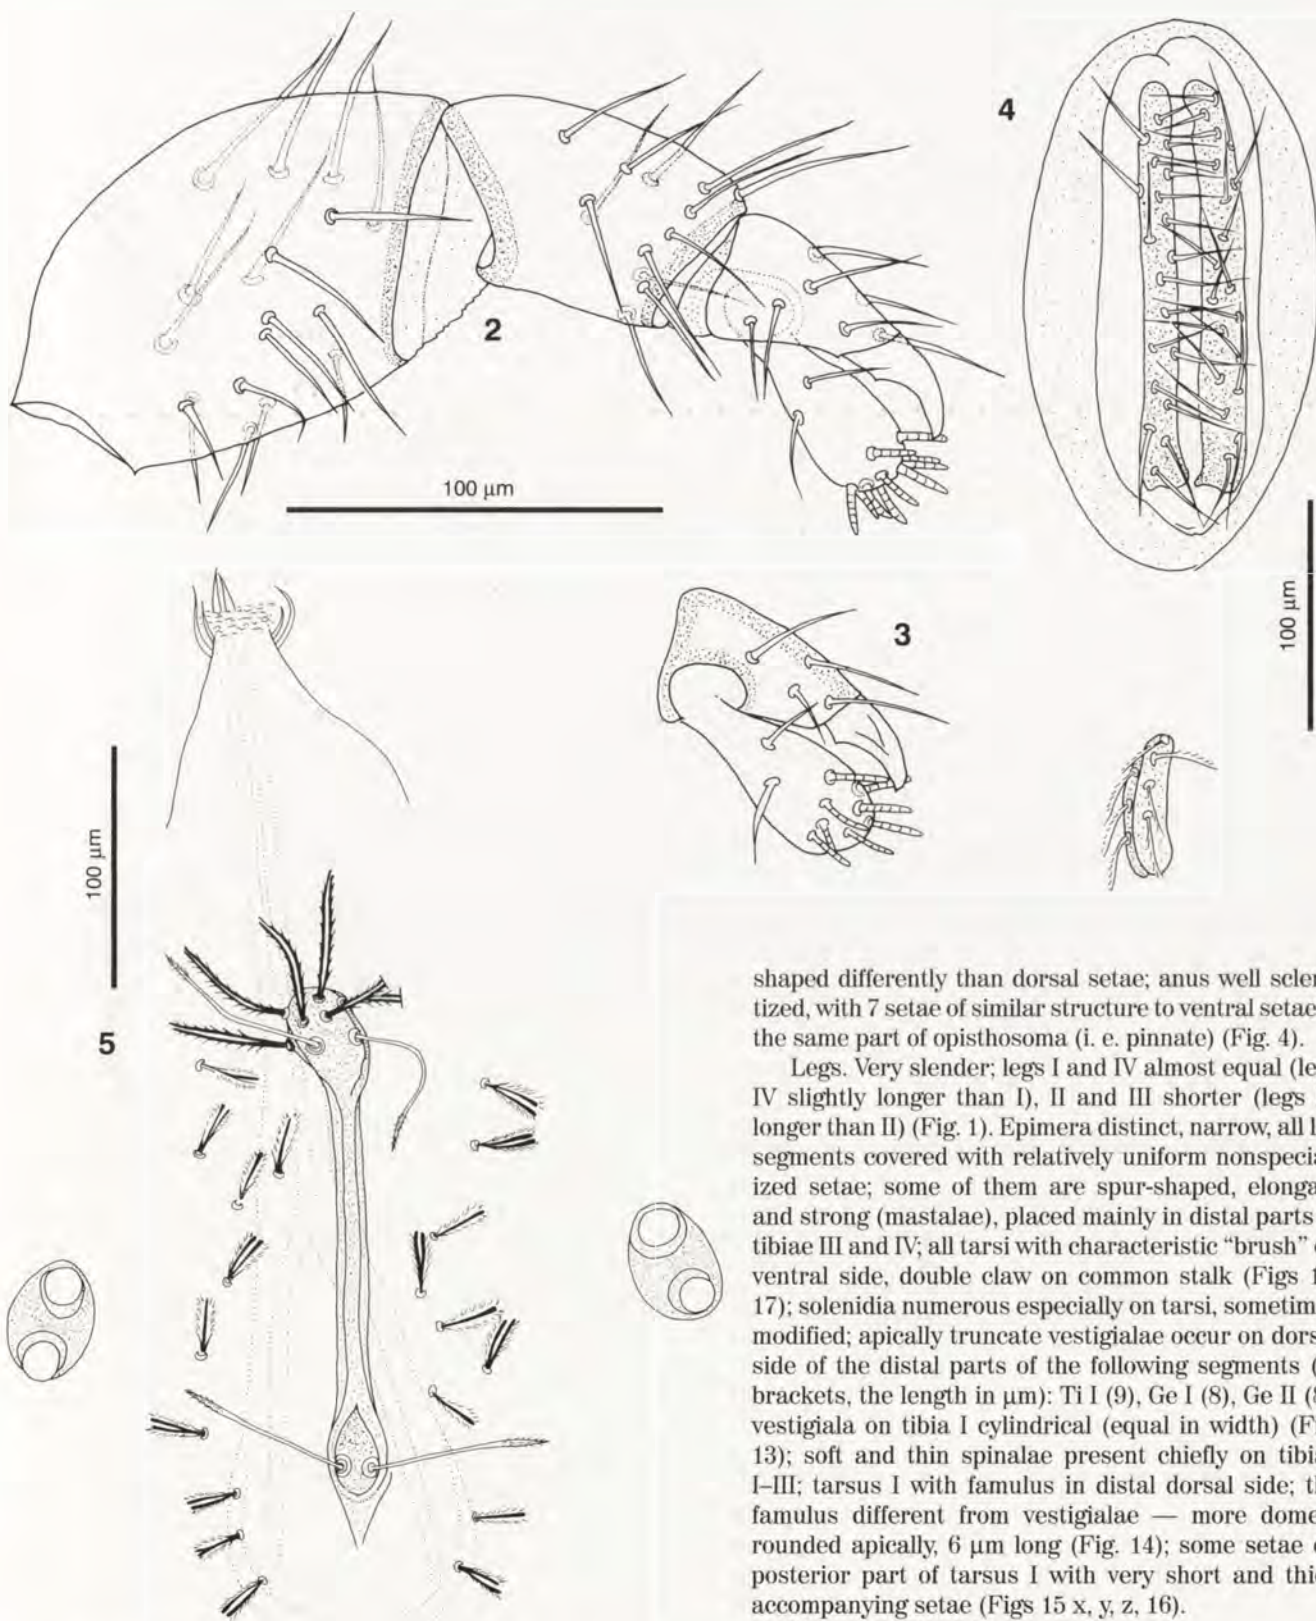 2
4
100 µm
3
100 µm
100 µm
5
shaped differently than dorsal setae; anus well scler
tized, with 7 setae of similar structure to ventral setae
the same part of opisthosoma (i. e. pinnate) (Fig. 4).
Legs. Very slender; legs I and IV almost equal (le
IV slightly longer than I), II and III shorter (legs
longer than II) (Fig. 1). Epimera distinct, narrow, all l
segments covered with relatively uniform nonspecia
ized setae; some of them are spur-shaped, elonga
and strong (mastalae), placed mainly in distal parts
tibiae III and IV; all tarsi with characteristic “brush”
ventral side, double claw on common stalk (Figs 1
17); solenidia numerous especially on tarsi, sometim
modified; apically truncate vestigialae occur on dors
side of the distal parts of the following segments (
brackets, the length in µm): Ti I (9), Ge I (8), Ge II (
vestigiala on tibia I cylindrical (equal in width) (F
13); soft and thin spinalae present chiefly on tibia
I–III; tarsus I with famulus in distal dorsal side; t
famulus different from vestigialae — more dome
rounded apically, 6 µm long (Fig. 14); some setae
posterior part of tarsus I with very short and thi
accompanying setae (Figs 15 x, y, z, 16).